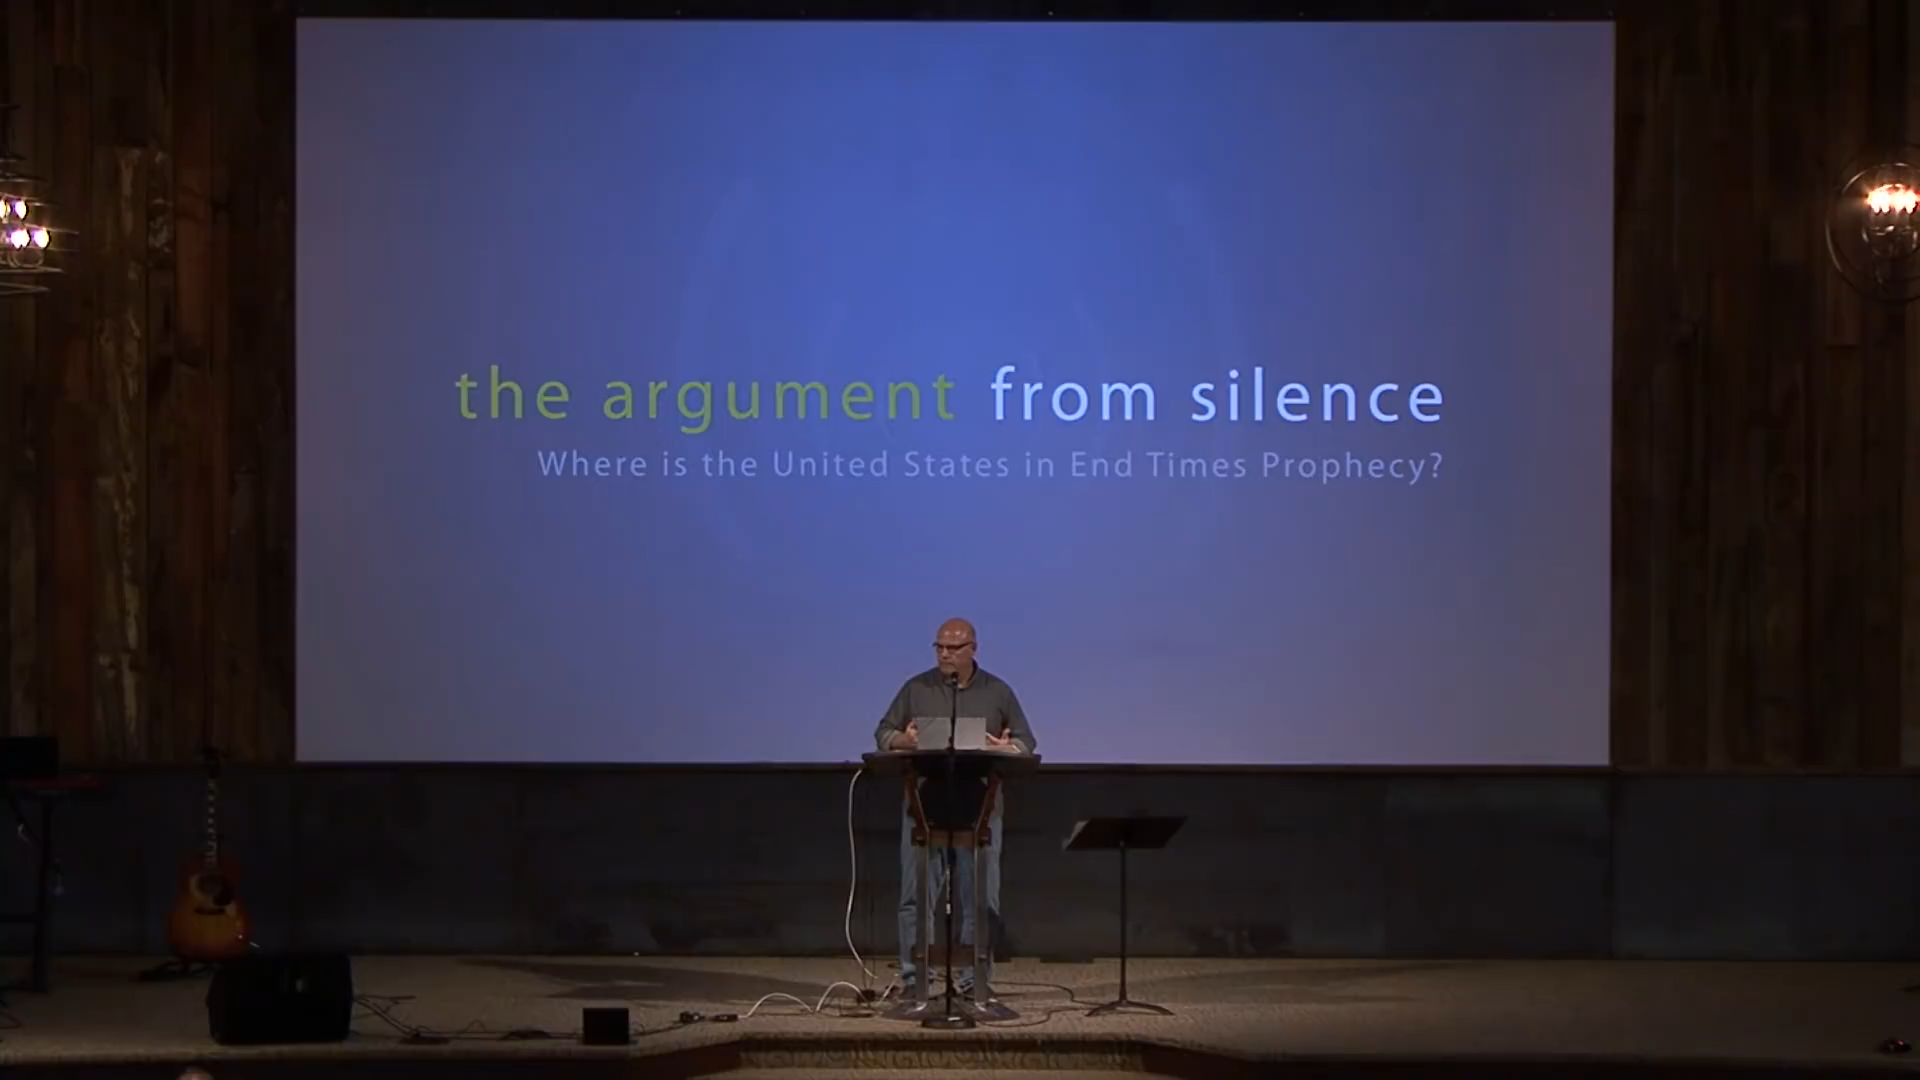 the argument from silence
Where is the United States in End Times Prophecy?